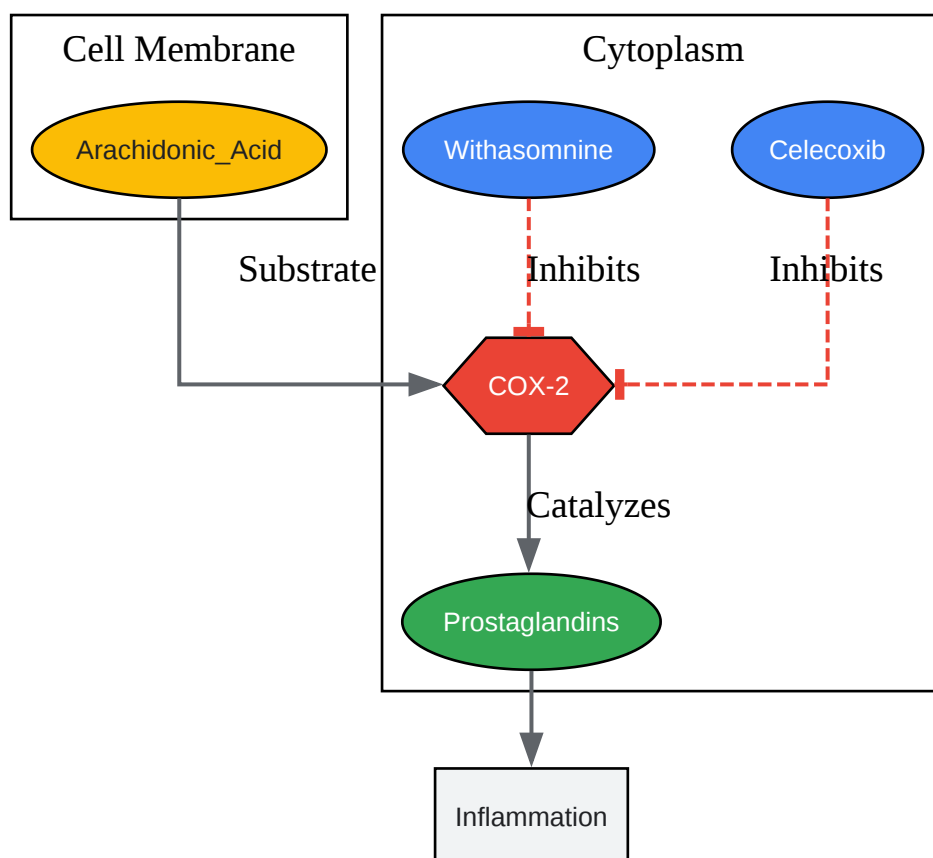 Cell Membrane
Cytoplasm
Arachidonic_Acid
Withasomnine
Celecoxib
Substrate
Inhibits
Inhibits
COX-2
Catalyzes
Prostaglandins
Inflammation